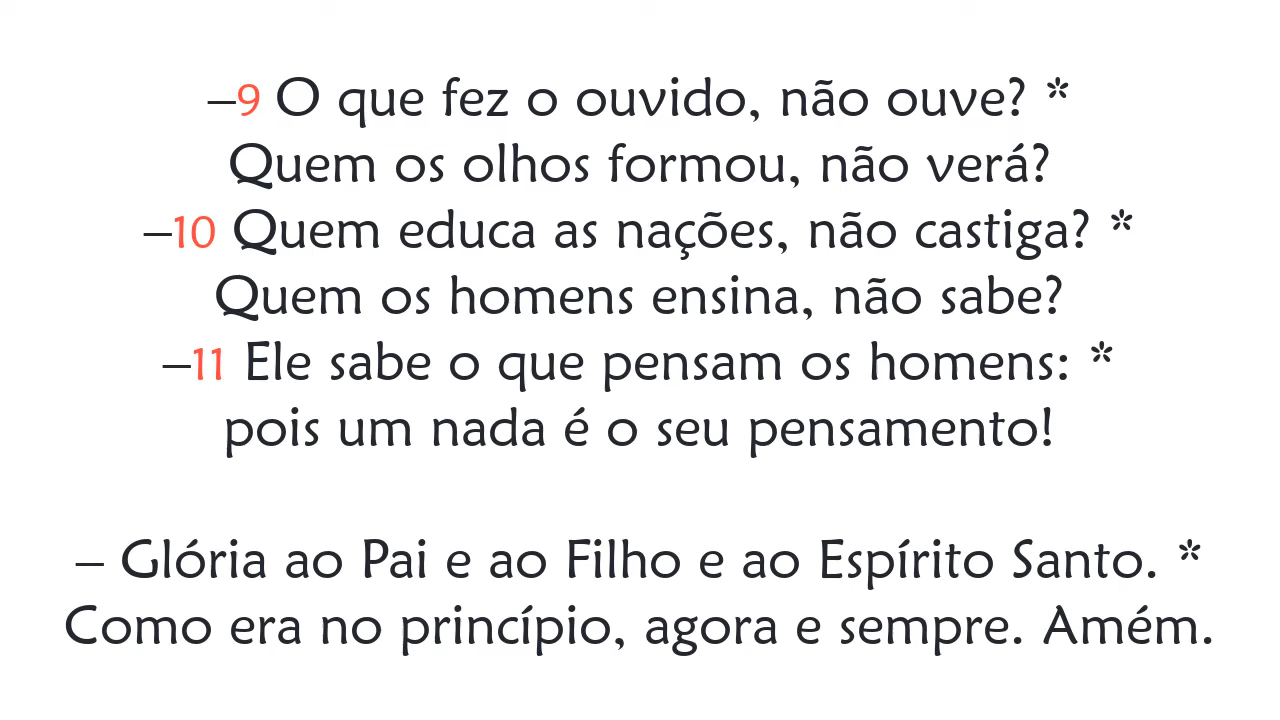 –9 O que fez o ouvido, não ouve? *
Quem os olhos formou, não verá?
–10 Quem educa as nações, não castiga? *
Quem os homens ensina, não sabe?
–11 Ele sabe o que pensam os homens: *
pois um nada é o seu pensamento!
– Glória ao Pai e ao Filho e ao Espírito Santo. *
Como era no princípio, agora e sempre. Amém.